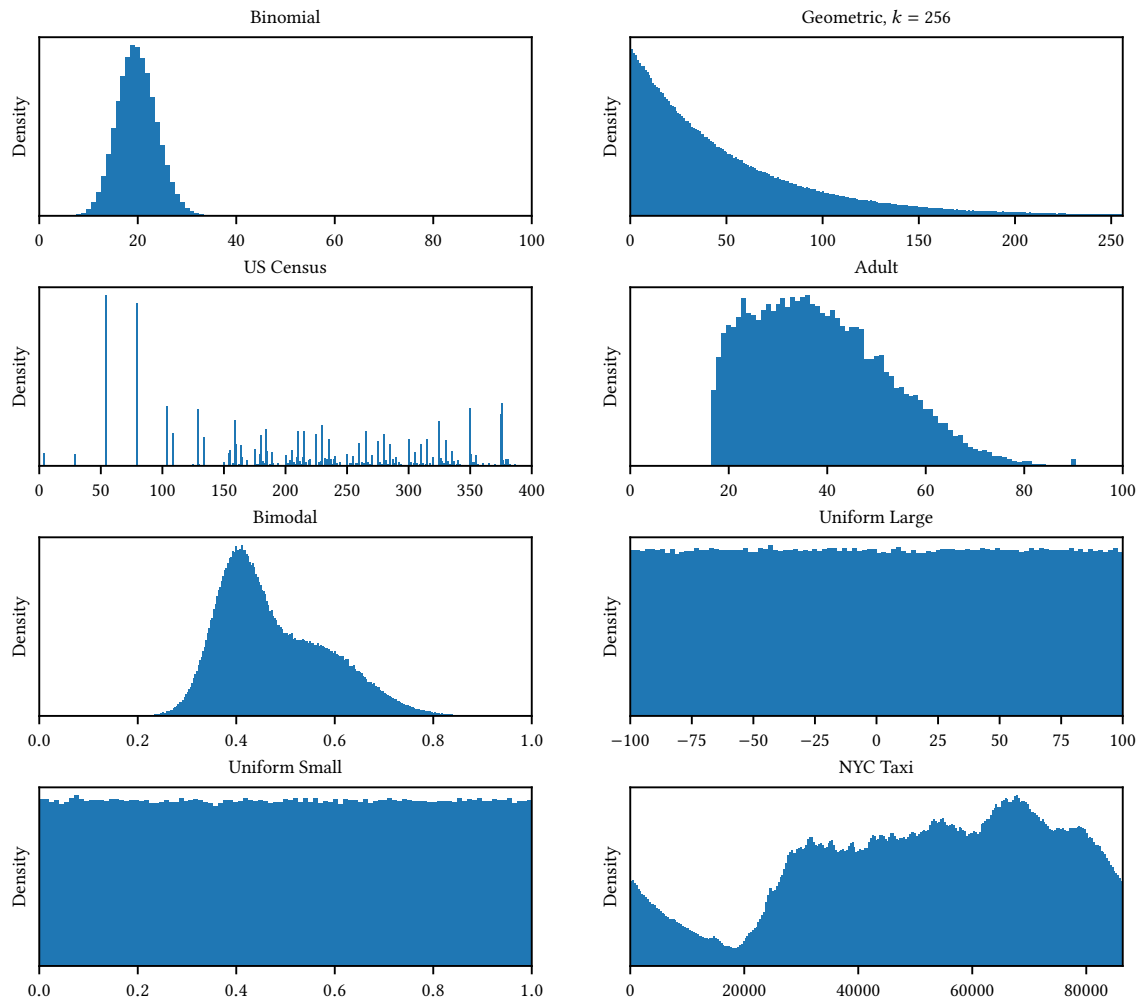 Binomial
Density
0 20 40 60 80 100
Geometric, k = 256
Density
0 50 100 150 200 250
US Census
Density
0 50 100 150 200 250 300 350 400
Adult
Density
0 20 40 60 80 100
Bimodal
Density
0.0 0.2 0.4 0.6 0.8 1.0
Uniform Large
Density
−100 −75 −50 −25 0 25 50 75 100
Uniform Small
Density
0.0 0.2 0.4 0.6 0.8 1.0
NYC Taxi
Density
0 20000 40000 60000 80000